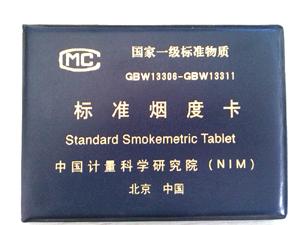 MC
国家一级标准物质
GBW13306-GBW13311
标准烟度卡
Standard Smokemetric Tablet
中国计量科学研究院(NIM)
北京 中国